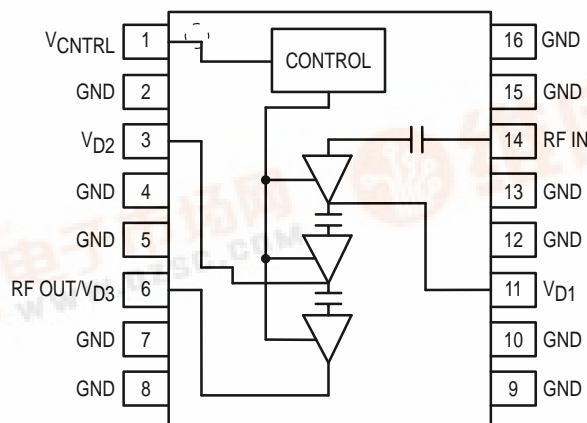 VCNTRL 1 16 GND
CONTROL
GND 2 15 GND
VD2 3 14 RF IN
GND 4 13 GND
GND 5 12 GND
RF OUT/VD3 6 11 VD1
GND 7 10 GND
GND 8 9 GND